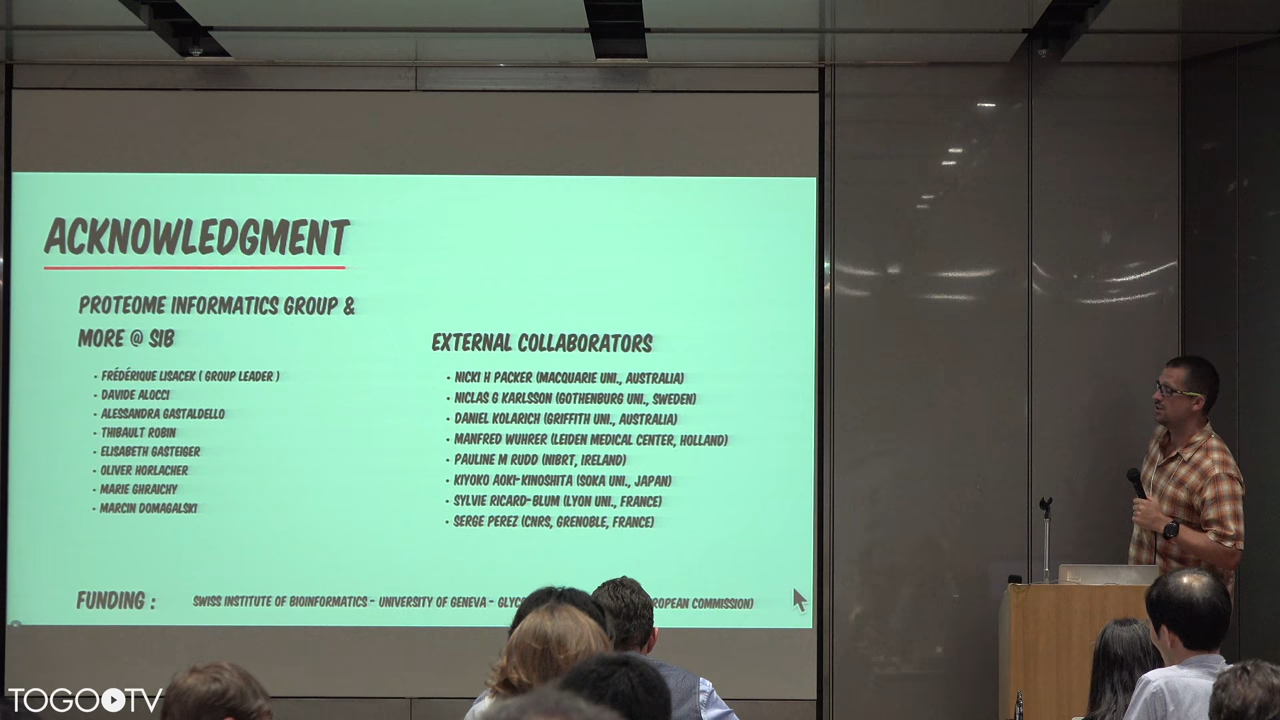 ACKNOWLEDGMENT
PROTEOME INFORMATICS GROUP &
MORE @ SIB
• FRÉDÉRIQUE LISACEK ( GROUP LEADER )
• DAVIDE ALOCCI
• ALESSANDRA GASTALDELLO
• THIBAULT ROBIN
• ELISABETH GASTEIGER
• OLIVER HORLACHER
• MARIE GHRAICHY
• MARCIN DOMAGALSKI
EXTERNAL COLLABORATORS
• NICKI H PACKER (MACQUARIE UNI., AUSTRALIA)
• NICLAS G KARLSSON (GOTHENBURG UNI., SWEDEN)
• DANIEL KOLARICH (GRIFFITH UNI., AUSTRALIA)
• MANFRED WUHRER (LEIDEN MEDICAL CENTER, HOLLAND)
• PAULINE M RUDD (NIBRT, IRELAND)
• KIYOKO AOKI-KINOSHITA (SOKA UNI., JAPAN)
• SYLVIE RICARD-BLUM (LYON UNI., FRANCE)
• SERGE PEREZ (CNRS, GRENOBLE, FRANCE)
FUNDING : SWISS INSTITUTE OF BIOINFORMATICS - UNIVERSITY OF GENEVA - COMMISSION)
TOGOTV